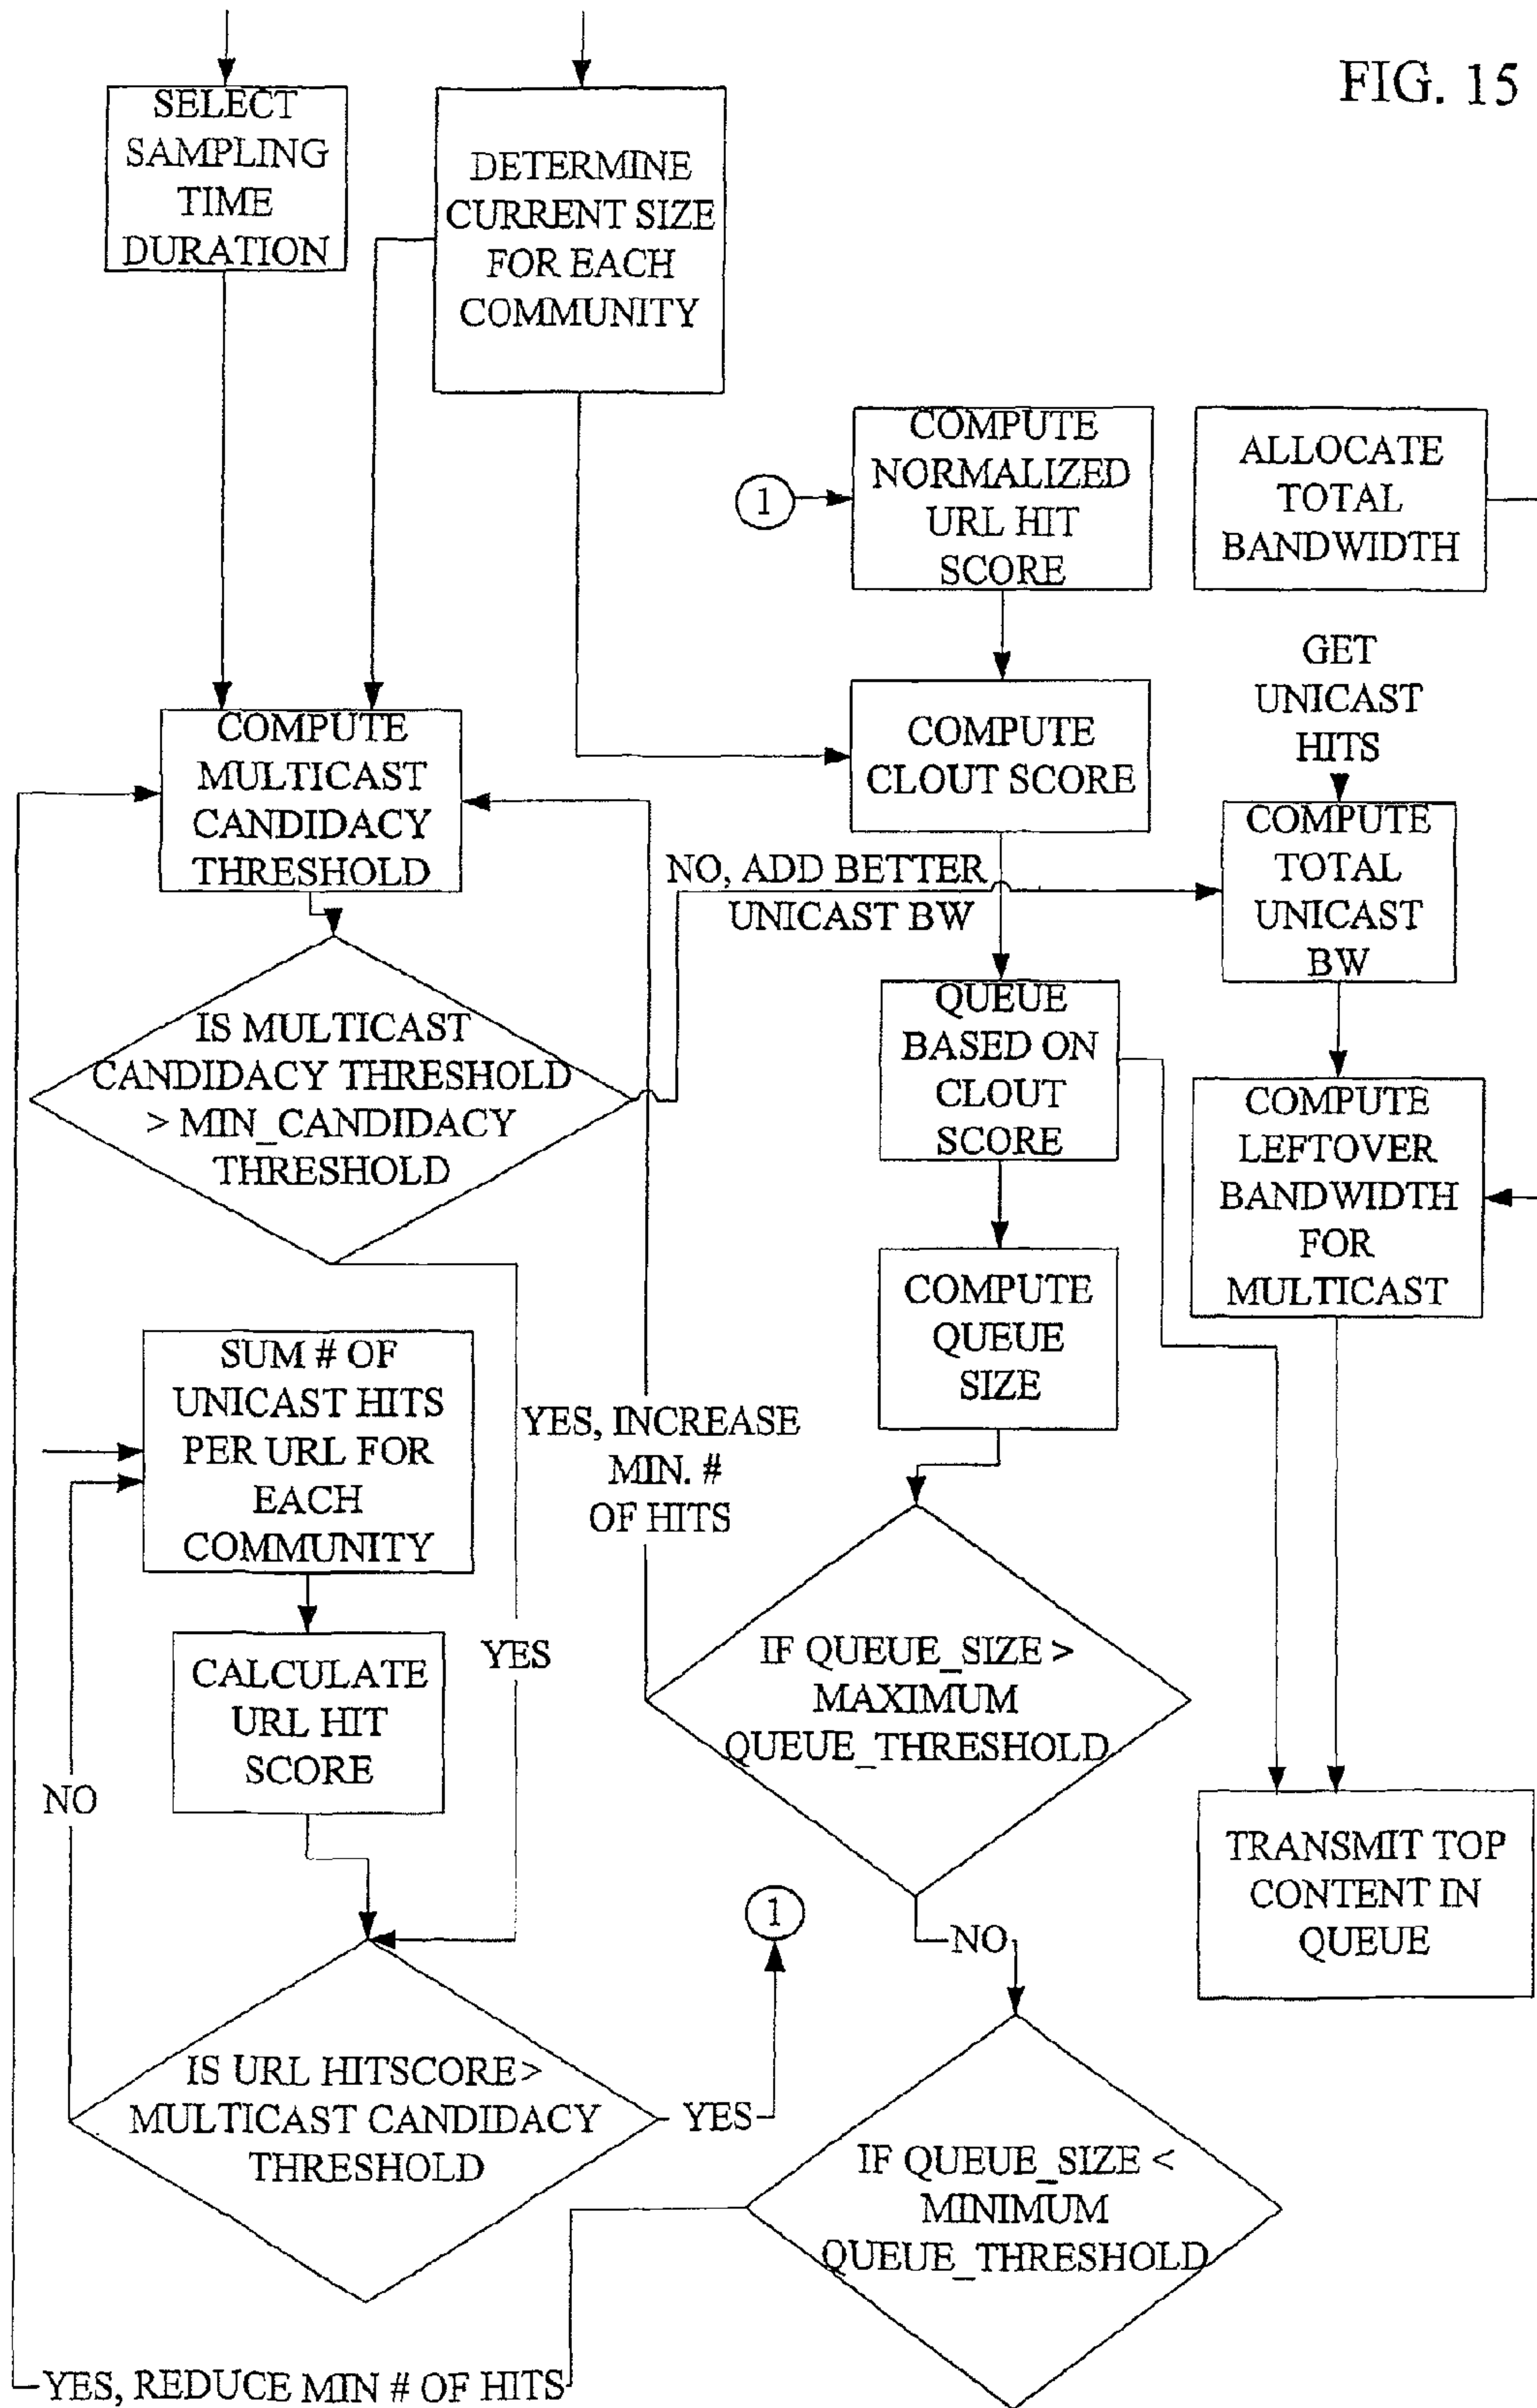 FIG. 15
SELECT
SAMPLING
TIME
DURATION
DETERMINE
CURRENT SIZE
FOR EACH
COMMUNITY
1
COMPUTE
NORMALIZED
URL HIT
SCORE
ALLOCATE
TOTAL
BANDWIDTH
GET
UNICAST
HITS
COMPUTE
MULTICAST
CANDIDACY
THRESHOLD
COMPUTE
CLOUT SCORE
NO, ADD BETTER
UNICAST BW
COMPUTE
TOTAL
UNICAST
BW
IS MULTICAST
CANDIDACY THRESHOLD
> MIN_CANDIDACY
THRESHOLD
QUEUE
BASED ON
CLOUT
SCORE
COMPUTE
LEFTOVER
BANDWIDTH
FOR
MULTICAST
COMPUTE
QUEUE
SIZE
SUM # OF
UNICAST HITS
PER URL FOR
EACH
COMMUNITY
YES, INCREASE
MIN. #
OF HITS
CALCULATE
URL HIT
SCORE
YES
NO
IF QUEUE_SIZE >
MAXIMUM
QUEUE_THRESHOLD
TRANSMIT TOP
CONTENT IN
QUEUE
1
NO
IS URL HITSCORE >
MULTICAST CANDIDACY
THRESHOLD
YES
IF QUEUE_SIZE <
MINIMUM
QUEUE_THRESHOLD
YES, REDUCE MIN # OF HITS